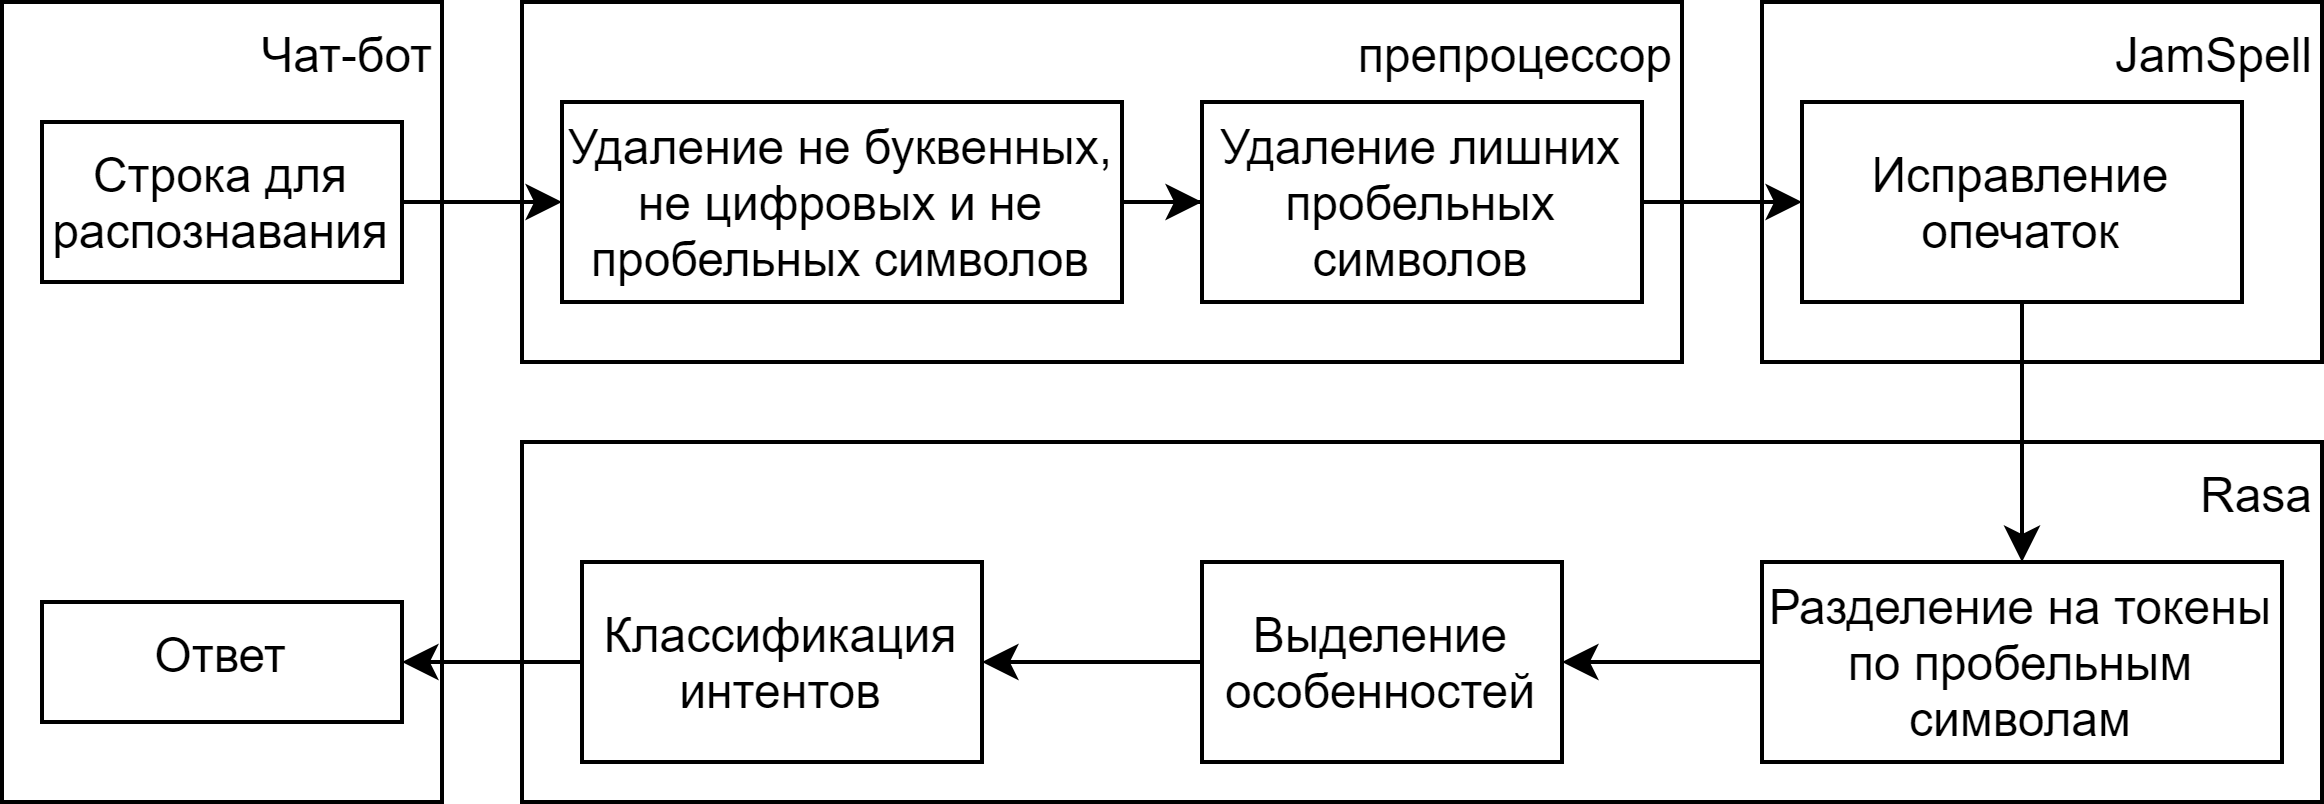 Чат-бот
Строка для
распознавания
препроцессор
Удаление не буквенных,
не цифровых и не
пробельных символов
Удаление лишних
пробельных
символов
JamSpell
Исправление
опечаток
Rasa
Разделение на токены
по пробельным
символам
Выделение
особенностей
Классификация
интентов
Ответ